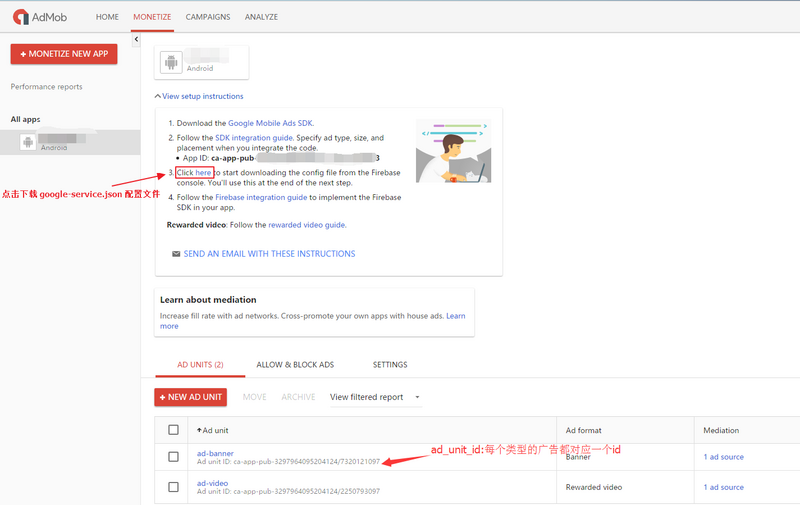 AdMob
HOME MONETIZE CAMPAIGNS ANALYZE
+ MONETIZE NEW APP
Performance reports
All apps
Android
Android
View setup instructions
1. Download the Google Mobile Ads SDK.
2. Follow the SDK integration guide. Specify ad type, size, and
placement when you integrate the code.
• App ID: ca-app-pub- 3
3. Click here to start downloading the config file from the Firebase
console. You'll use this at the end of the next step.
点击下载 google-service.json 配置文件
4. Follow the Firebase integration guide to implement the Firebase
SDK in your app.
Rewarded video: Follow the rewarded video guide.
SEND AN EMAIL WITH THESE INSTRUCTIONS
Learn about mediation
Increase fill rate with ad networks. Cross-promote your own apps with house ads. Learn
more
AD UNITS (2) ALLOW & BLOCK ADS SETTINGS
+ NEW AD UNIT MOVE ARCHIVE View filtered report
Ad unit Ad format Mediation
ad_unit_id:每个类型的广告都对应一个id
ad-banner Banner 1 ad source
Ad unit ID: ca-app-pub-3297964095204124/7320121097
ad-video Rewarded video 1 ad source
Ad unit ID: ca-app-pub-3297964095204124/2250793097